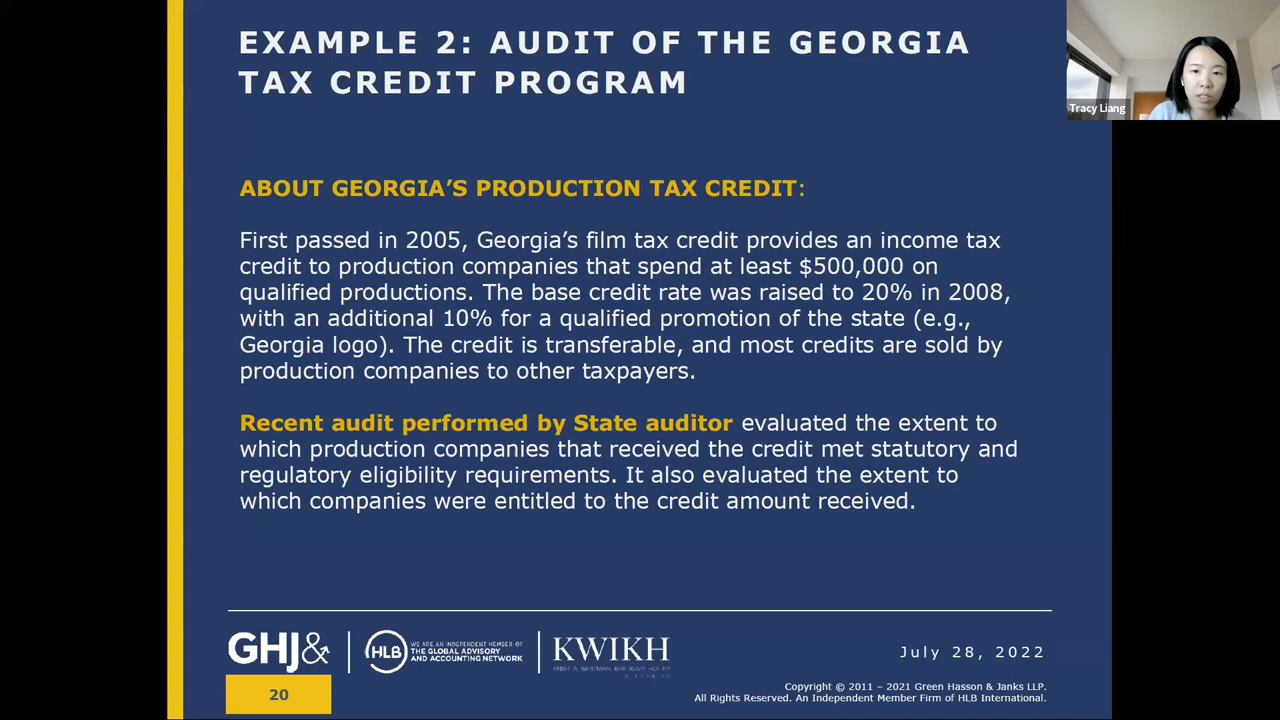 EXAMPLE 2: AUDIT OF THE GEORGIA
TAX CREDIT PROGRAM
Tracy Liang
ABOUT GEORGIA’S PRODUCTION TAX CREDIT:
First passed in 2005, Georgia’s film tax credit provides an income tax
credit to production companies that spend at least $500,000 on
qualified productions. The base credit rate was raised to 20% in 2008,
with an additional 10% for a qualified promotion of the state (e.g.,
Georgia logo). The credit is transferable, and most credits are sold by
production companies to other taxpayers.
Recent audit performed by State auditor evaluated the extent to
which production companies that received the credit met statutory and
regulatory eligibility requirements. It also evaluated the extent to
which companies were entitled to the credit amount received.
GHJ&
HLB
WE ARE AN INDEPENDENT MEMBER OF
THE GLOBAL ADVISORY
AND ACCOUNTING NETWORK
KWIKH
July 28, 2022
20
Copyright © 2011 – 2021 Green Hasson & Janks LLP.
All Rights Reserved. An Independent Member Firm of HLB International.